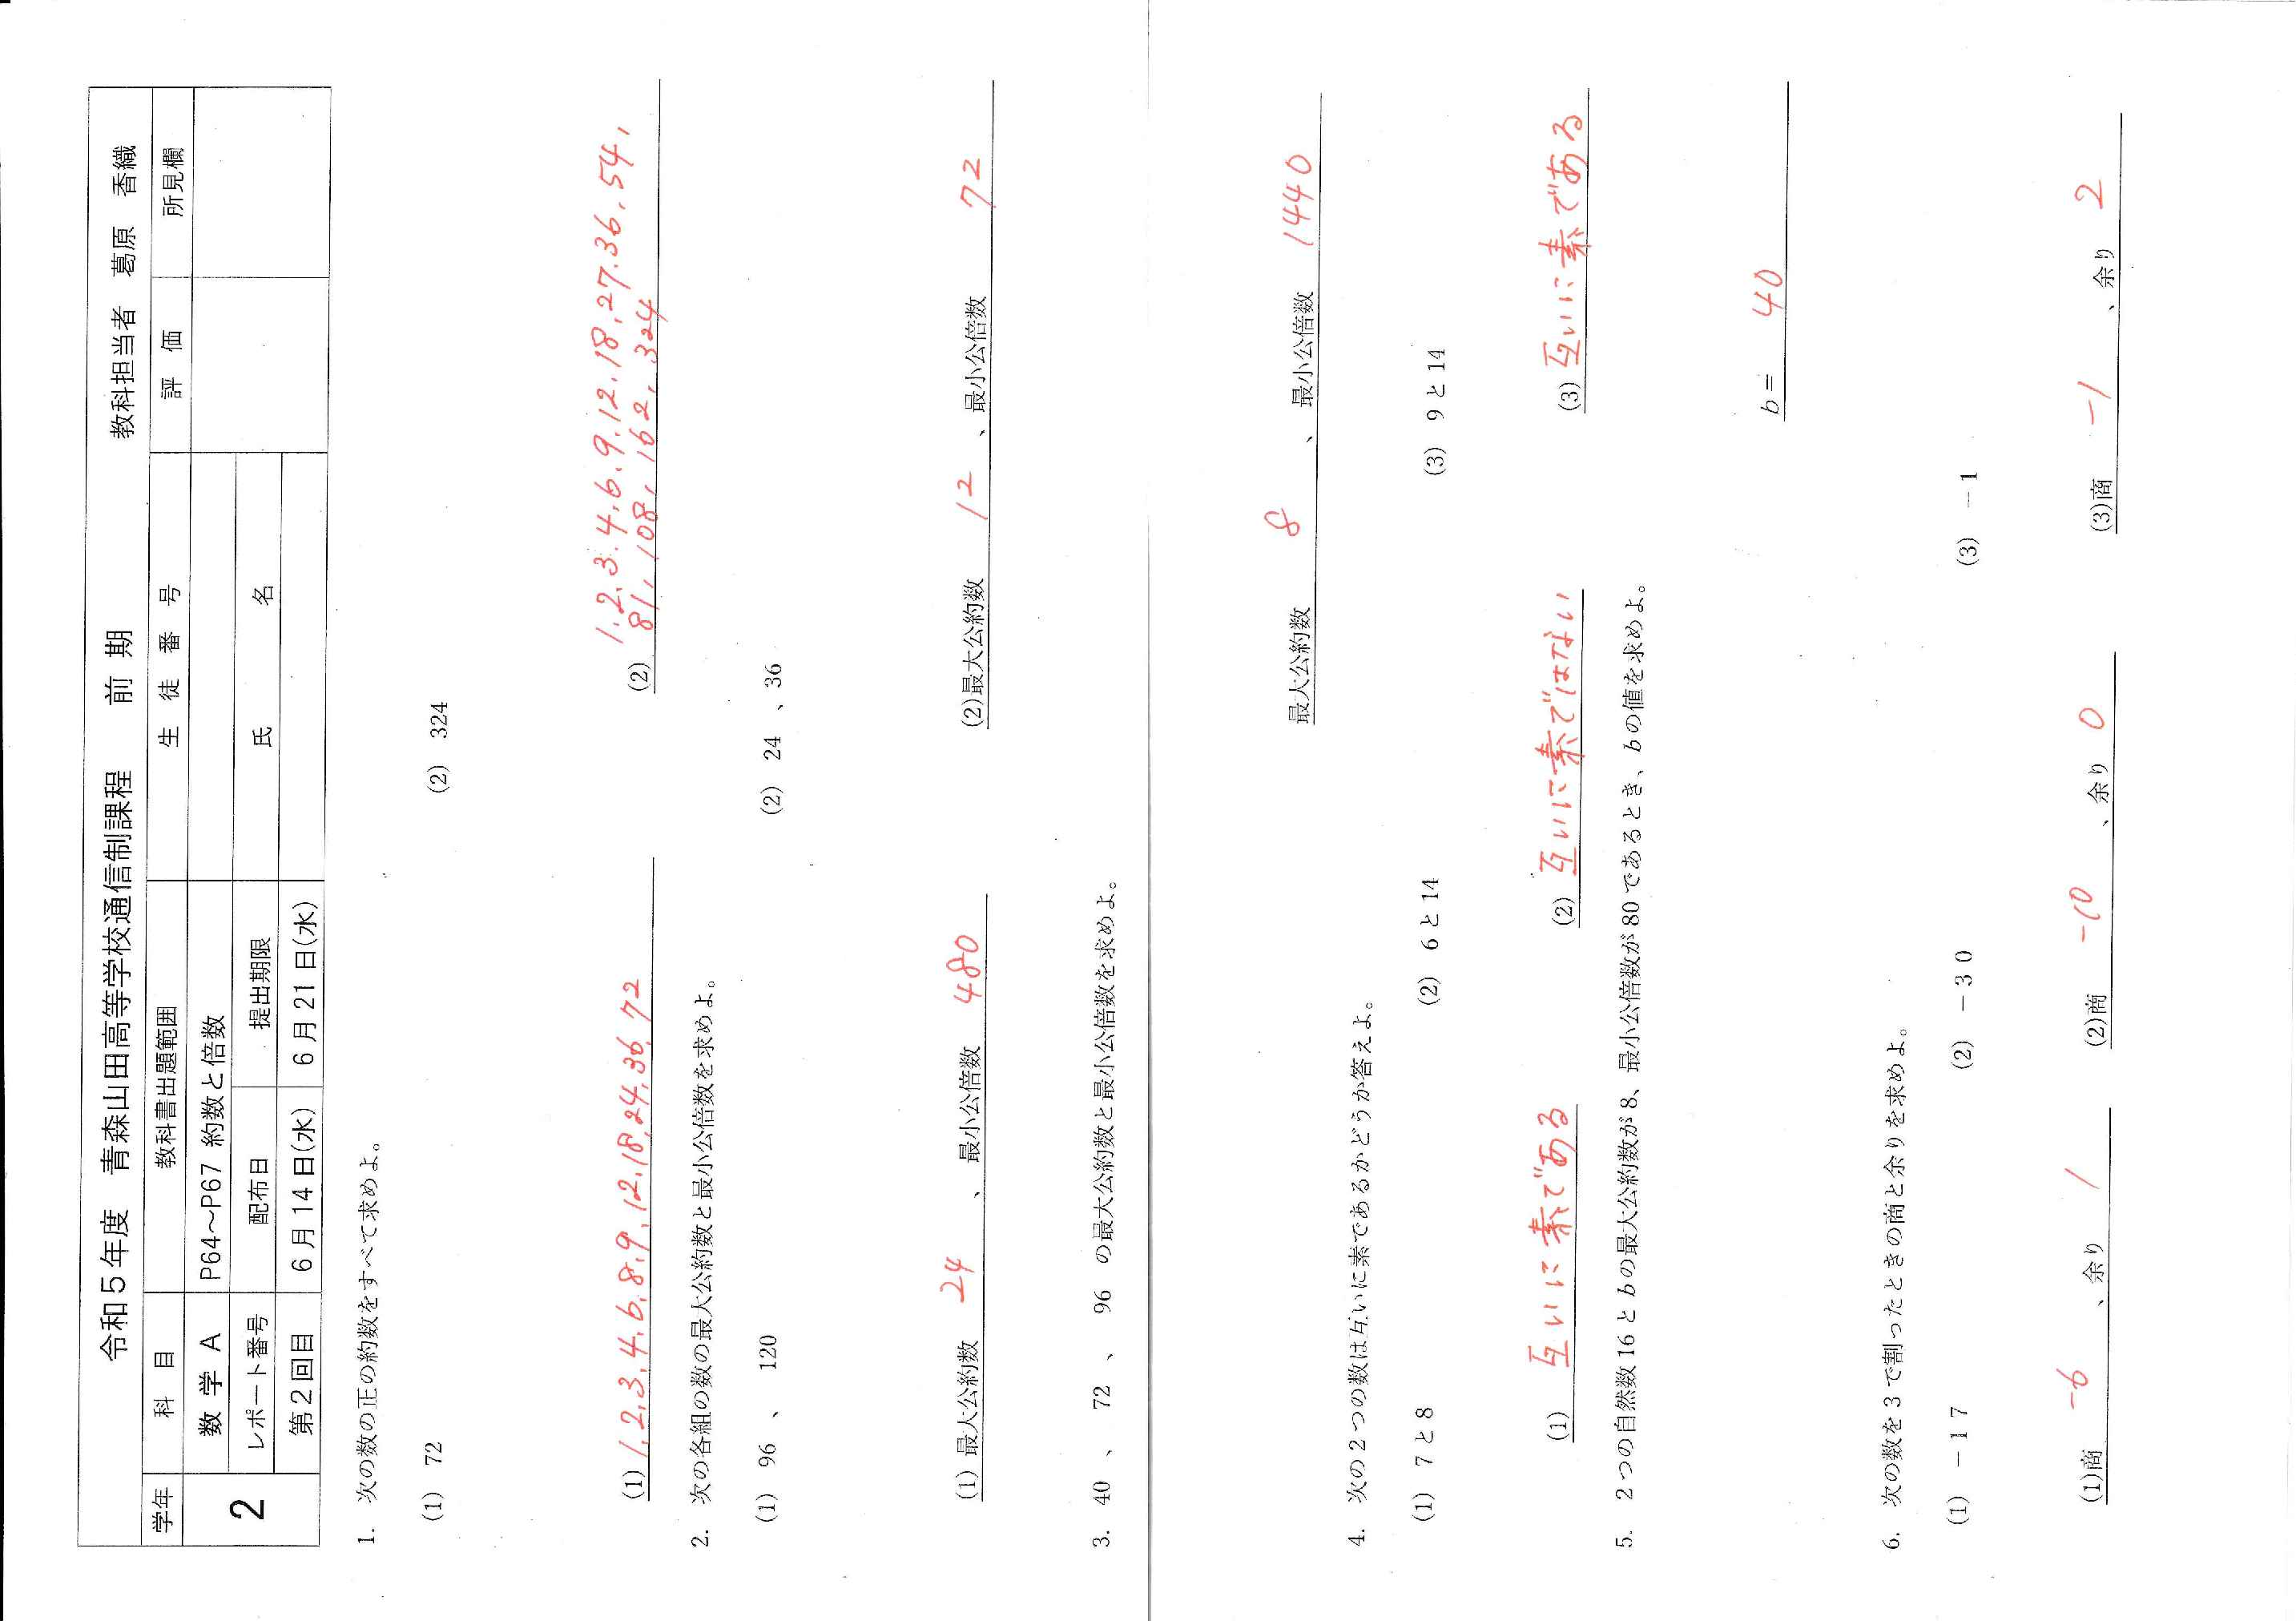 令和5年度 青森山田高等学校通信制課程 前 期 教科担当者 葛原 香織
学年 科 目 教科書出題範囲 生 徒 番 号 評 価 所見欄
2 数 学 A P64～P67 約数と倍数
レポート番号 配布日 提出期限 氏 名
第2回目 6 月 14 日(水) 6 月 21 日(水)
1. 次の数の正の約数をすべて求めよ。
(1) 72 (2) 324
(1) 1, 2, 3, 4, 6, 8, 9, 12, 18, 24, 36, 72
(2) 1, 2, 3, 4, 6, 9, 12, 18, 27, 36, 54,
81, 108, 162, 324
2. 次の各組の数の最大公約数と最小公倍数を求めよ。
(1) 96 、 120 (2) 24 、36
(1) 最大公約数 24 、 最小公倍数 480 (2)最大公約数 12 、最小公倍数 72
3. 40 、 72 、 96 の最大公約数と最小公倍数を求めよ。
最大公約数 8 、 最小公倍数 1440
4. 次の2つの数は互いに素であるかどうか答えよ。
(1) 7 と 8 (2) 6 と 14 (3) 9 と 14
(1) 互いに素である (2) 互いに素ではない (3) 互いに素である
5. 2つの自然数 16 と bの最大公約数が 8、最小公倍数が 80 であるとき、bの値を求めよ。
b = 40
6. 次の数を 3 で割ったときの商と余りを求めよ。
(1) －1 7 (2) －3 0 (3) －1
(1)商 -6 、余り 1 (2)商 -10 、余り 0 (3)商 -1 、余り 2